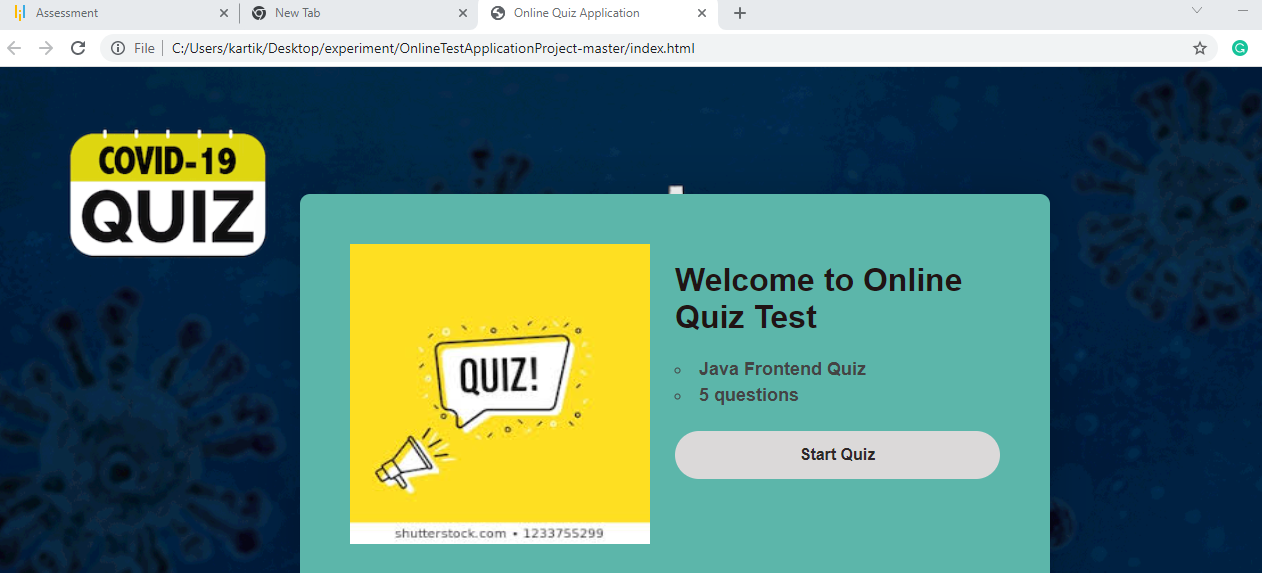 Assessment
New Tab
Online Quiz Application
File
C:/Users/kartik/Desktop/experiment/OnlineTestApplicationProject-master/index.html
COVID-19
QUIZ
QUIZ!
shutterstock.com • 1233755299
Welcome to Online
Quiz Test
Java Frontend Quiz
5 questions
Start Quiz